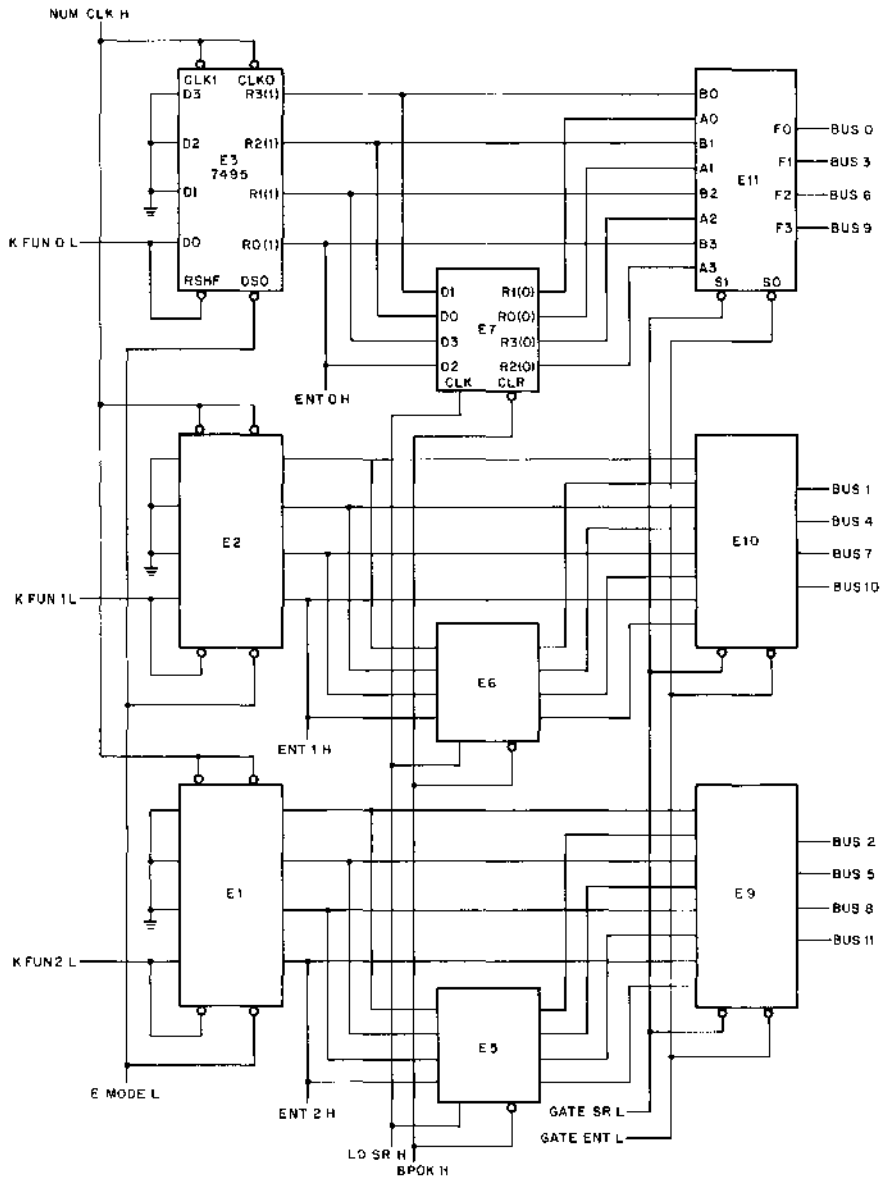 NUM CLK H
CLK1 CLK0
D3 R3(1)
D2 R2(1)
E3
7495
D1 R1(1)
K FUN 0 L
D0 R0(1)
RSHF DS0
B0
A0
B1
A1
B2
A2
B3
A3
E11
F0 BUS 0
F1 BUS 3
F2 BUS 6
F3 BUS 9
S1 S0
D1 R1(0)
D0 R0(0)
E7
D3 R3(0)
D2 R2(0)
CLK CLR
ENT 0 H
E2
K FUN 1 L
E6
ENT 1 H
E10
BUS 1
BUS 4
BUS 7
BUS 10
E1
K FUN 2 L
E5
E9
BUS 2
BUS 5
BUS 8
BUS 11
E MODE L
ENT 2 H
LD SR H
BPOK H
GATE SR L
GATE ENT L